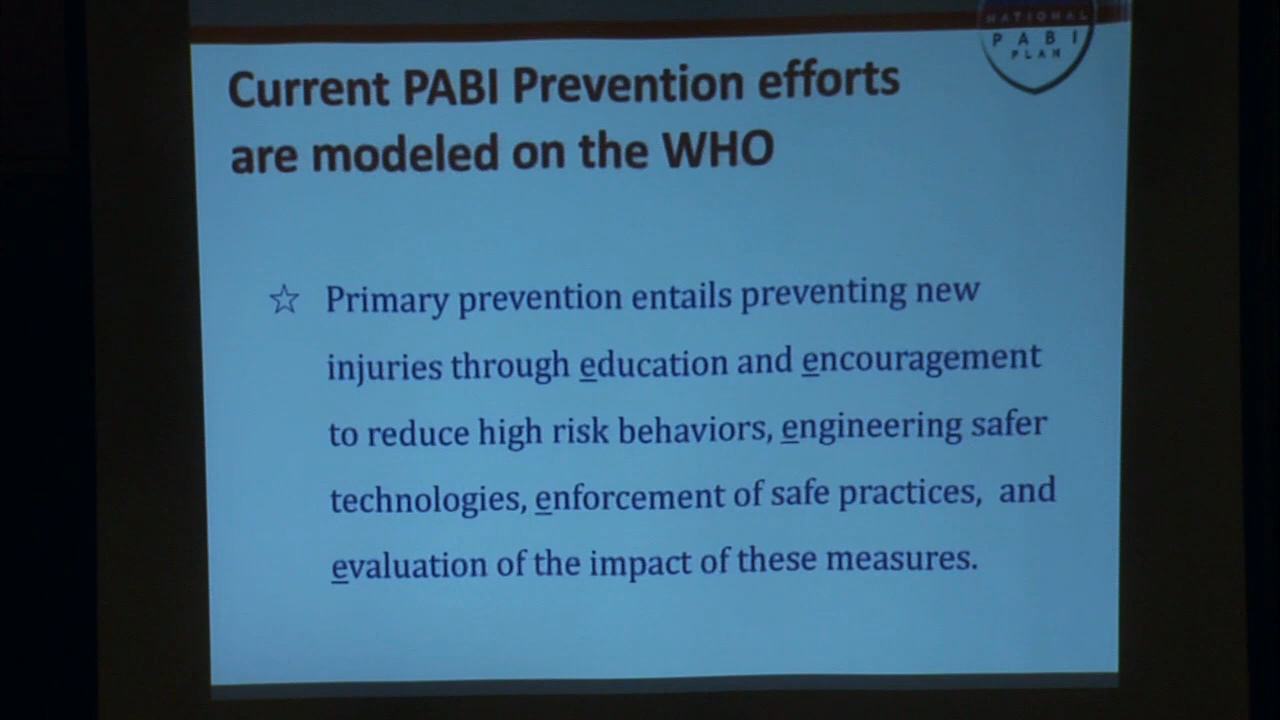 NATIONAL
PABI
PLAN
Current PABI Prevention efforts
are modeled on the WHO
☆ Primary prevention entails preventing new
injuries through education and encouragement
to reduce high risk behaviors, engineering safer
technologies, enforcement of safe practices, and
evaluation of the impact of these measures.